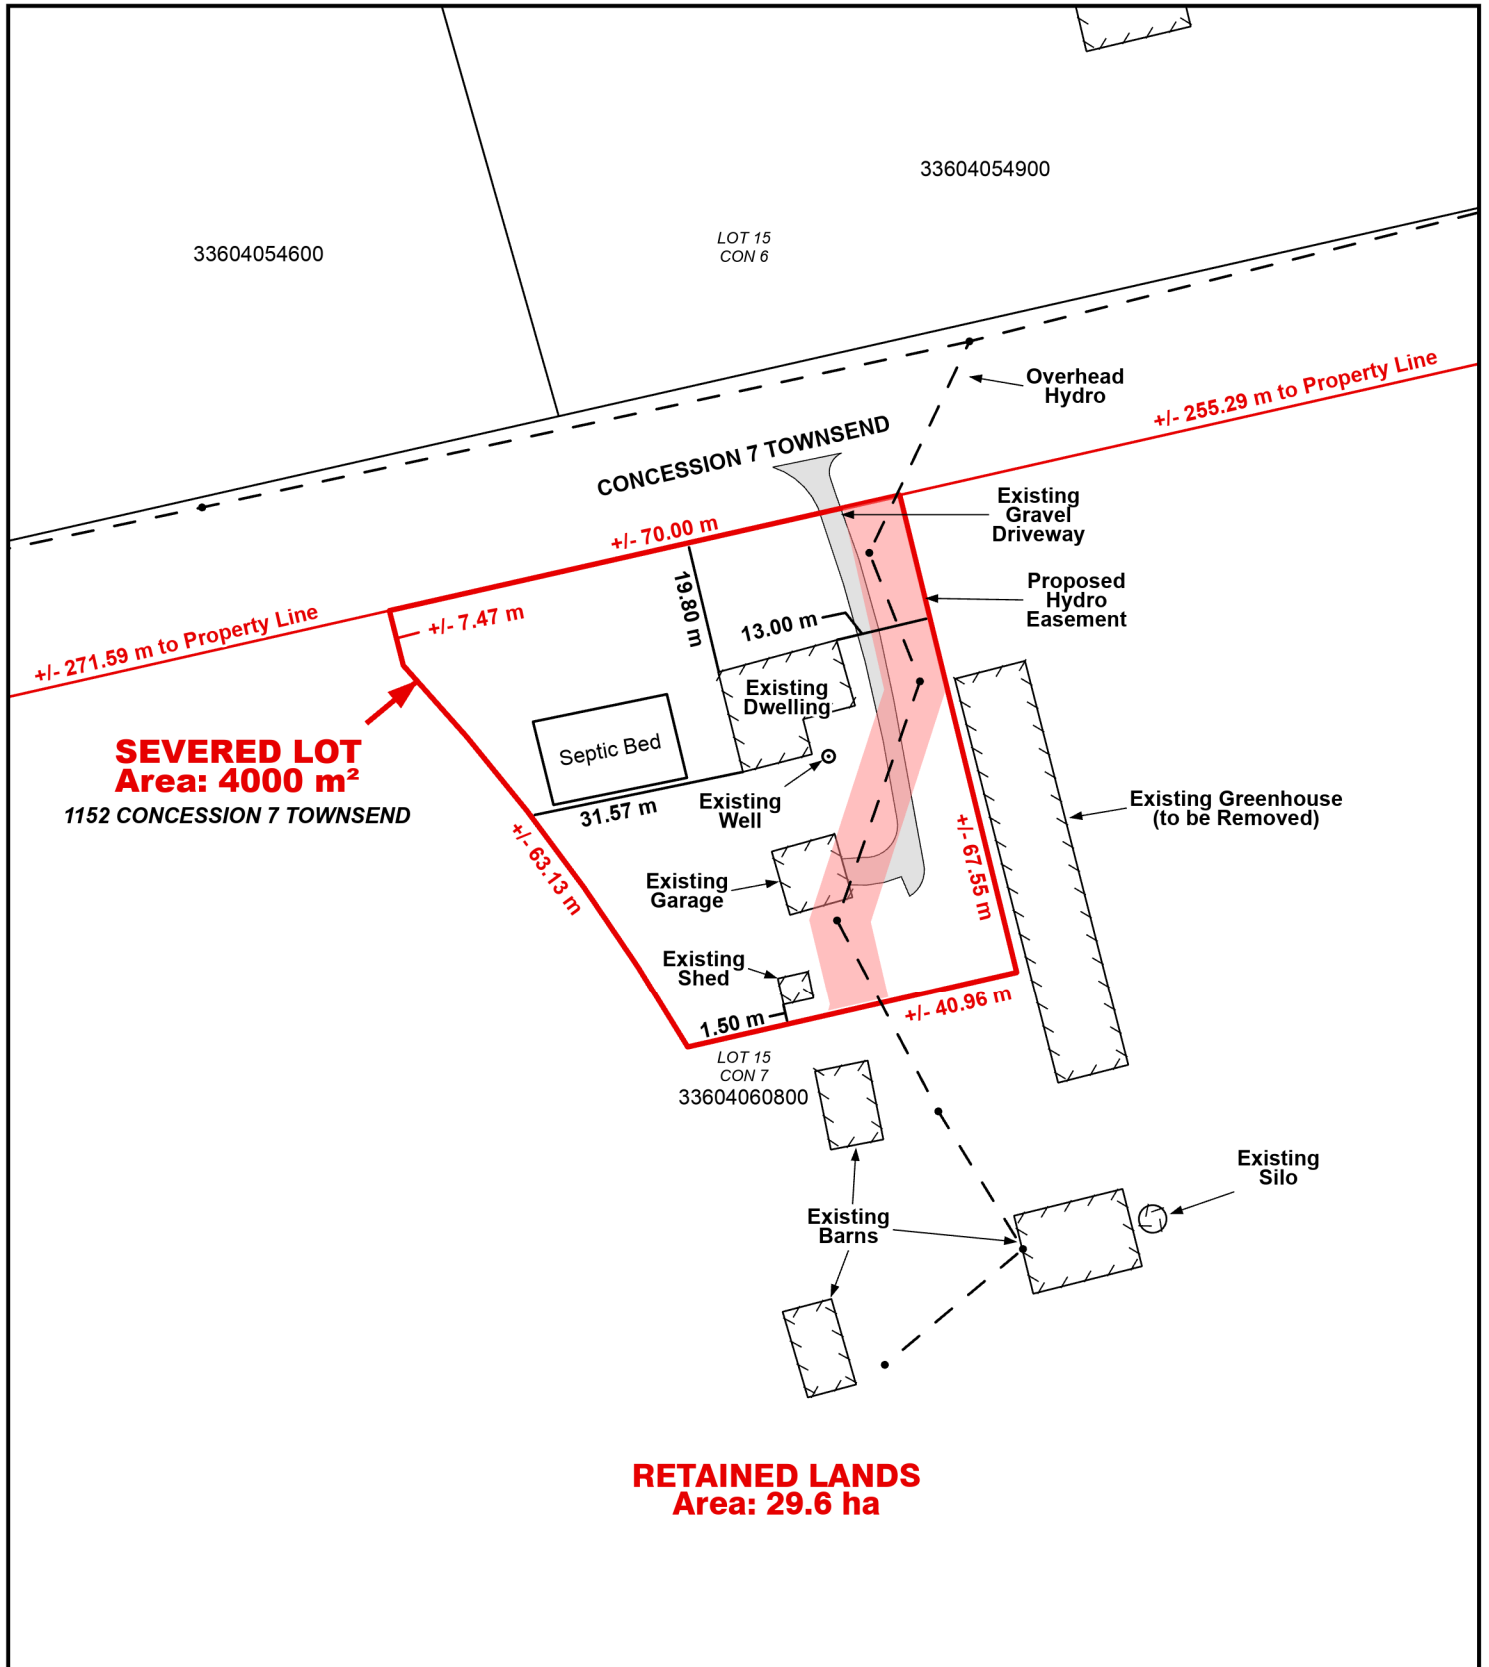 33604054900
LOT 15
CON 6
33604054600
+/- 255.29 m to Property Line
Overhead
Hydro
CONCESSION 7 TOWNSEND
Existing
Gravel
Driveway
+/- 70.00 m
Proposed
Hydro
Easement
19.80 m
13.00 m
+/- 7.47 m
+/- 271.59 m to Property Line
Existing
Dwelling
Septic Bed
SEVERED LOT
Area: 4000 m²
1152 CONCESSION 7 TOWNSEND
31.57 m
Existing
Well
Existing Greenhouse
(to be Removed)
+/- 63.13 m
+/- 67.55 m
Existing
Garage
Existing
Shed
1.50 m
+/- 40.96 m
LOT 15
CON 7
33604060800
Existing
Silo
Existing
Barns
RETAINED LANDS
Area: 29.6 ha